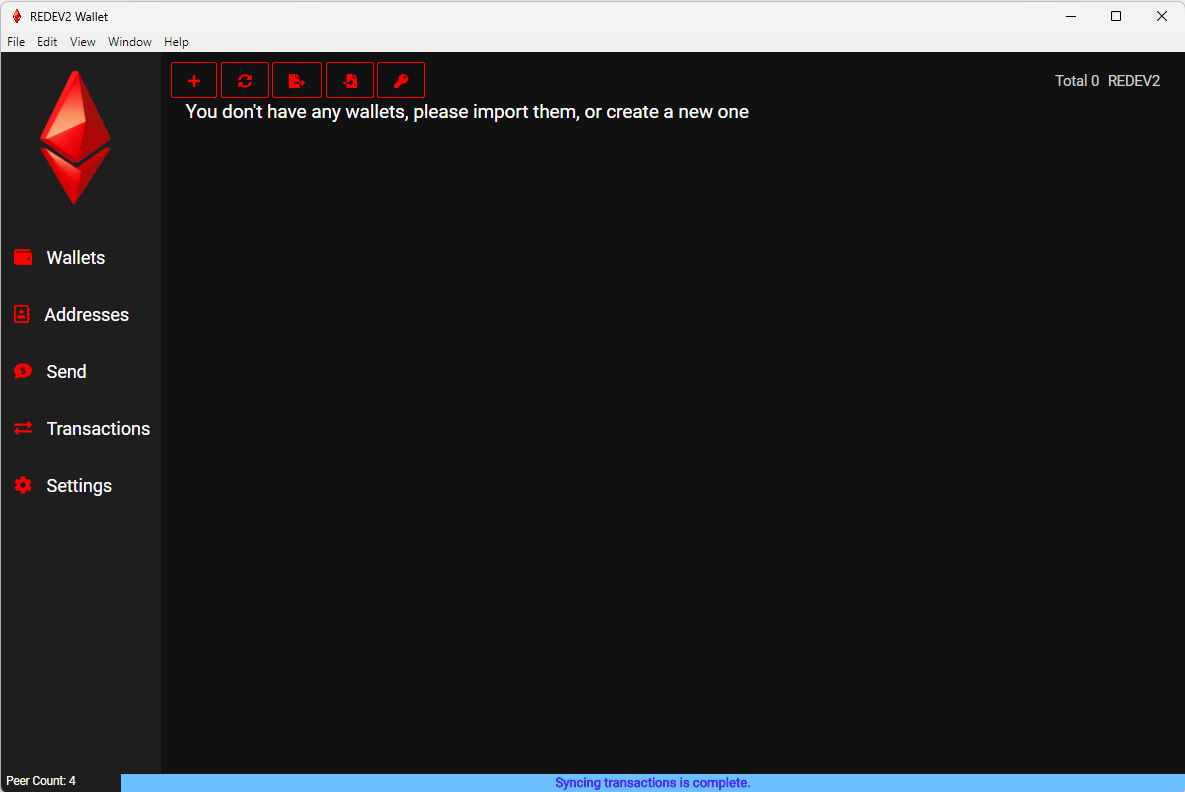 REDEV2 Wallet
File Edit View Window Help
Total 0 REDEV2
You don't have any wallets, please import them, or create a new one
Wallets
Addresses
Send
Transactions
Settings
Peer Count: 4
Syncing transactions is complete.